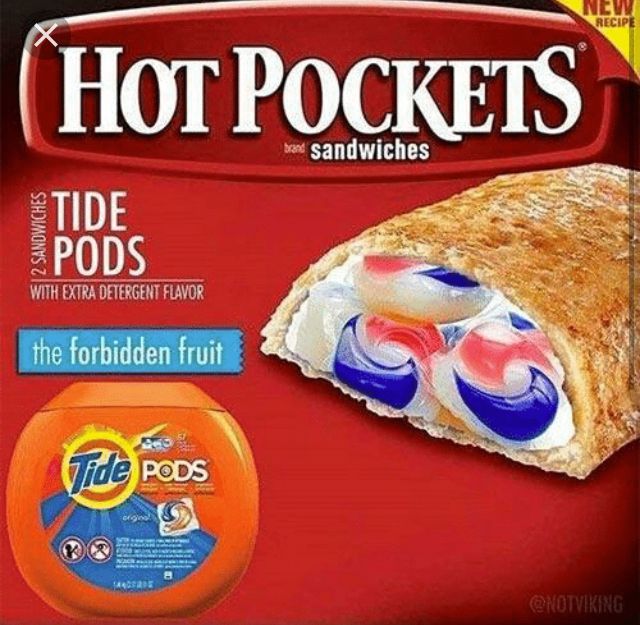 NEW
RECIPE
HOT POCKETS®
brand sandwiches
2 SANDWICHES
TIDE
PODS
WITH EXTRA DETERGENT FLAVOR
the forbidden fruit
Tide PODS
original
@NOTVIKING